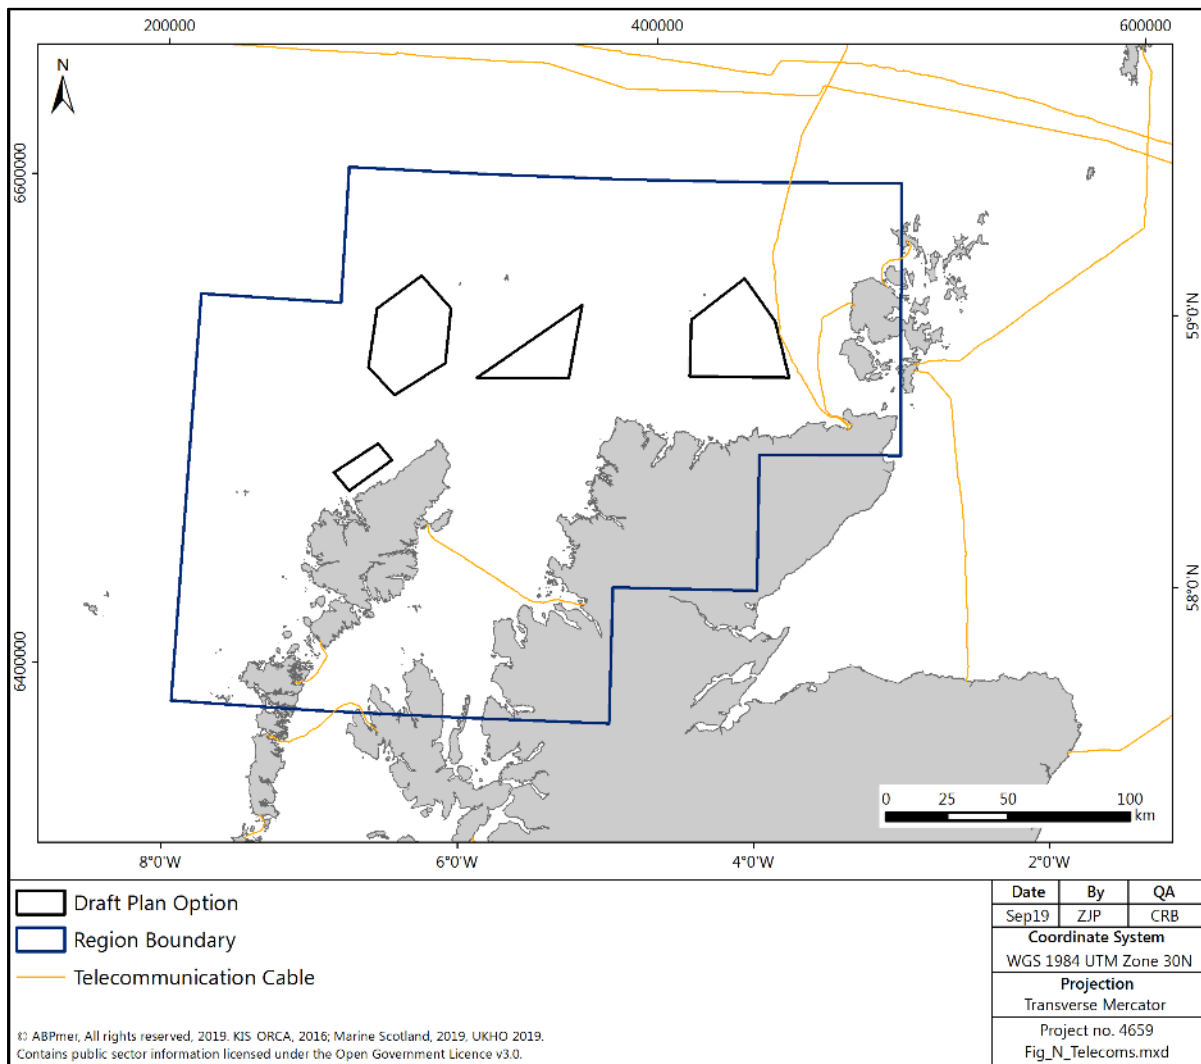 200000 400000 600000
N
6600000
59°0'N
58°0'N
6400000
0 25 50 100
km
8°0'W 6°0'W 4°0'W 2°0'W
Draft Plan Option
Region Boundary
Telecommunication Cable
Date By QA
Sep19 ZJP CRB
Coordinate System
WGS 1984 UTM Zone 30N
Projection
Transverse Mercator
Project no. 4659
Fig_N_Telecoms.mxd
© ABPmer, All rights reserved, 2019. KIS ORCA, 2016; Marine Scotland, 2019, UKHO 2019.
Contains public sector information licensed under the Open Government Licence v3.0.